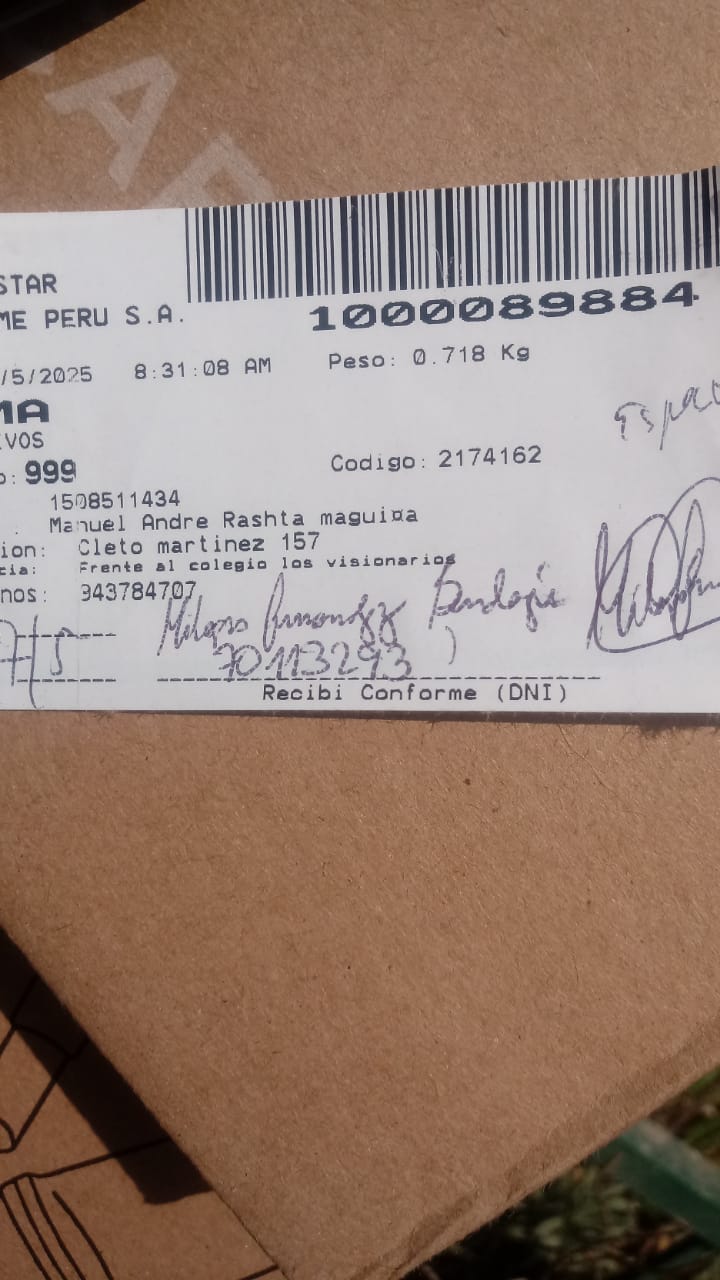 STAR
ME PERU S.A.
1000089884
/5/2025 8:31:08 AM Peso: 0.718 Kg
MA
IVOS
o: 999 Codigo: 2174162
1508511434
Manuel Andre Rashta maguiña
ion: Cleto martinez 157
cia: Frente al colegio los visionarios
nos: 943784707
70113293
Recibi Conforme (DNI)